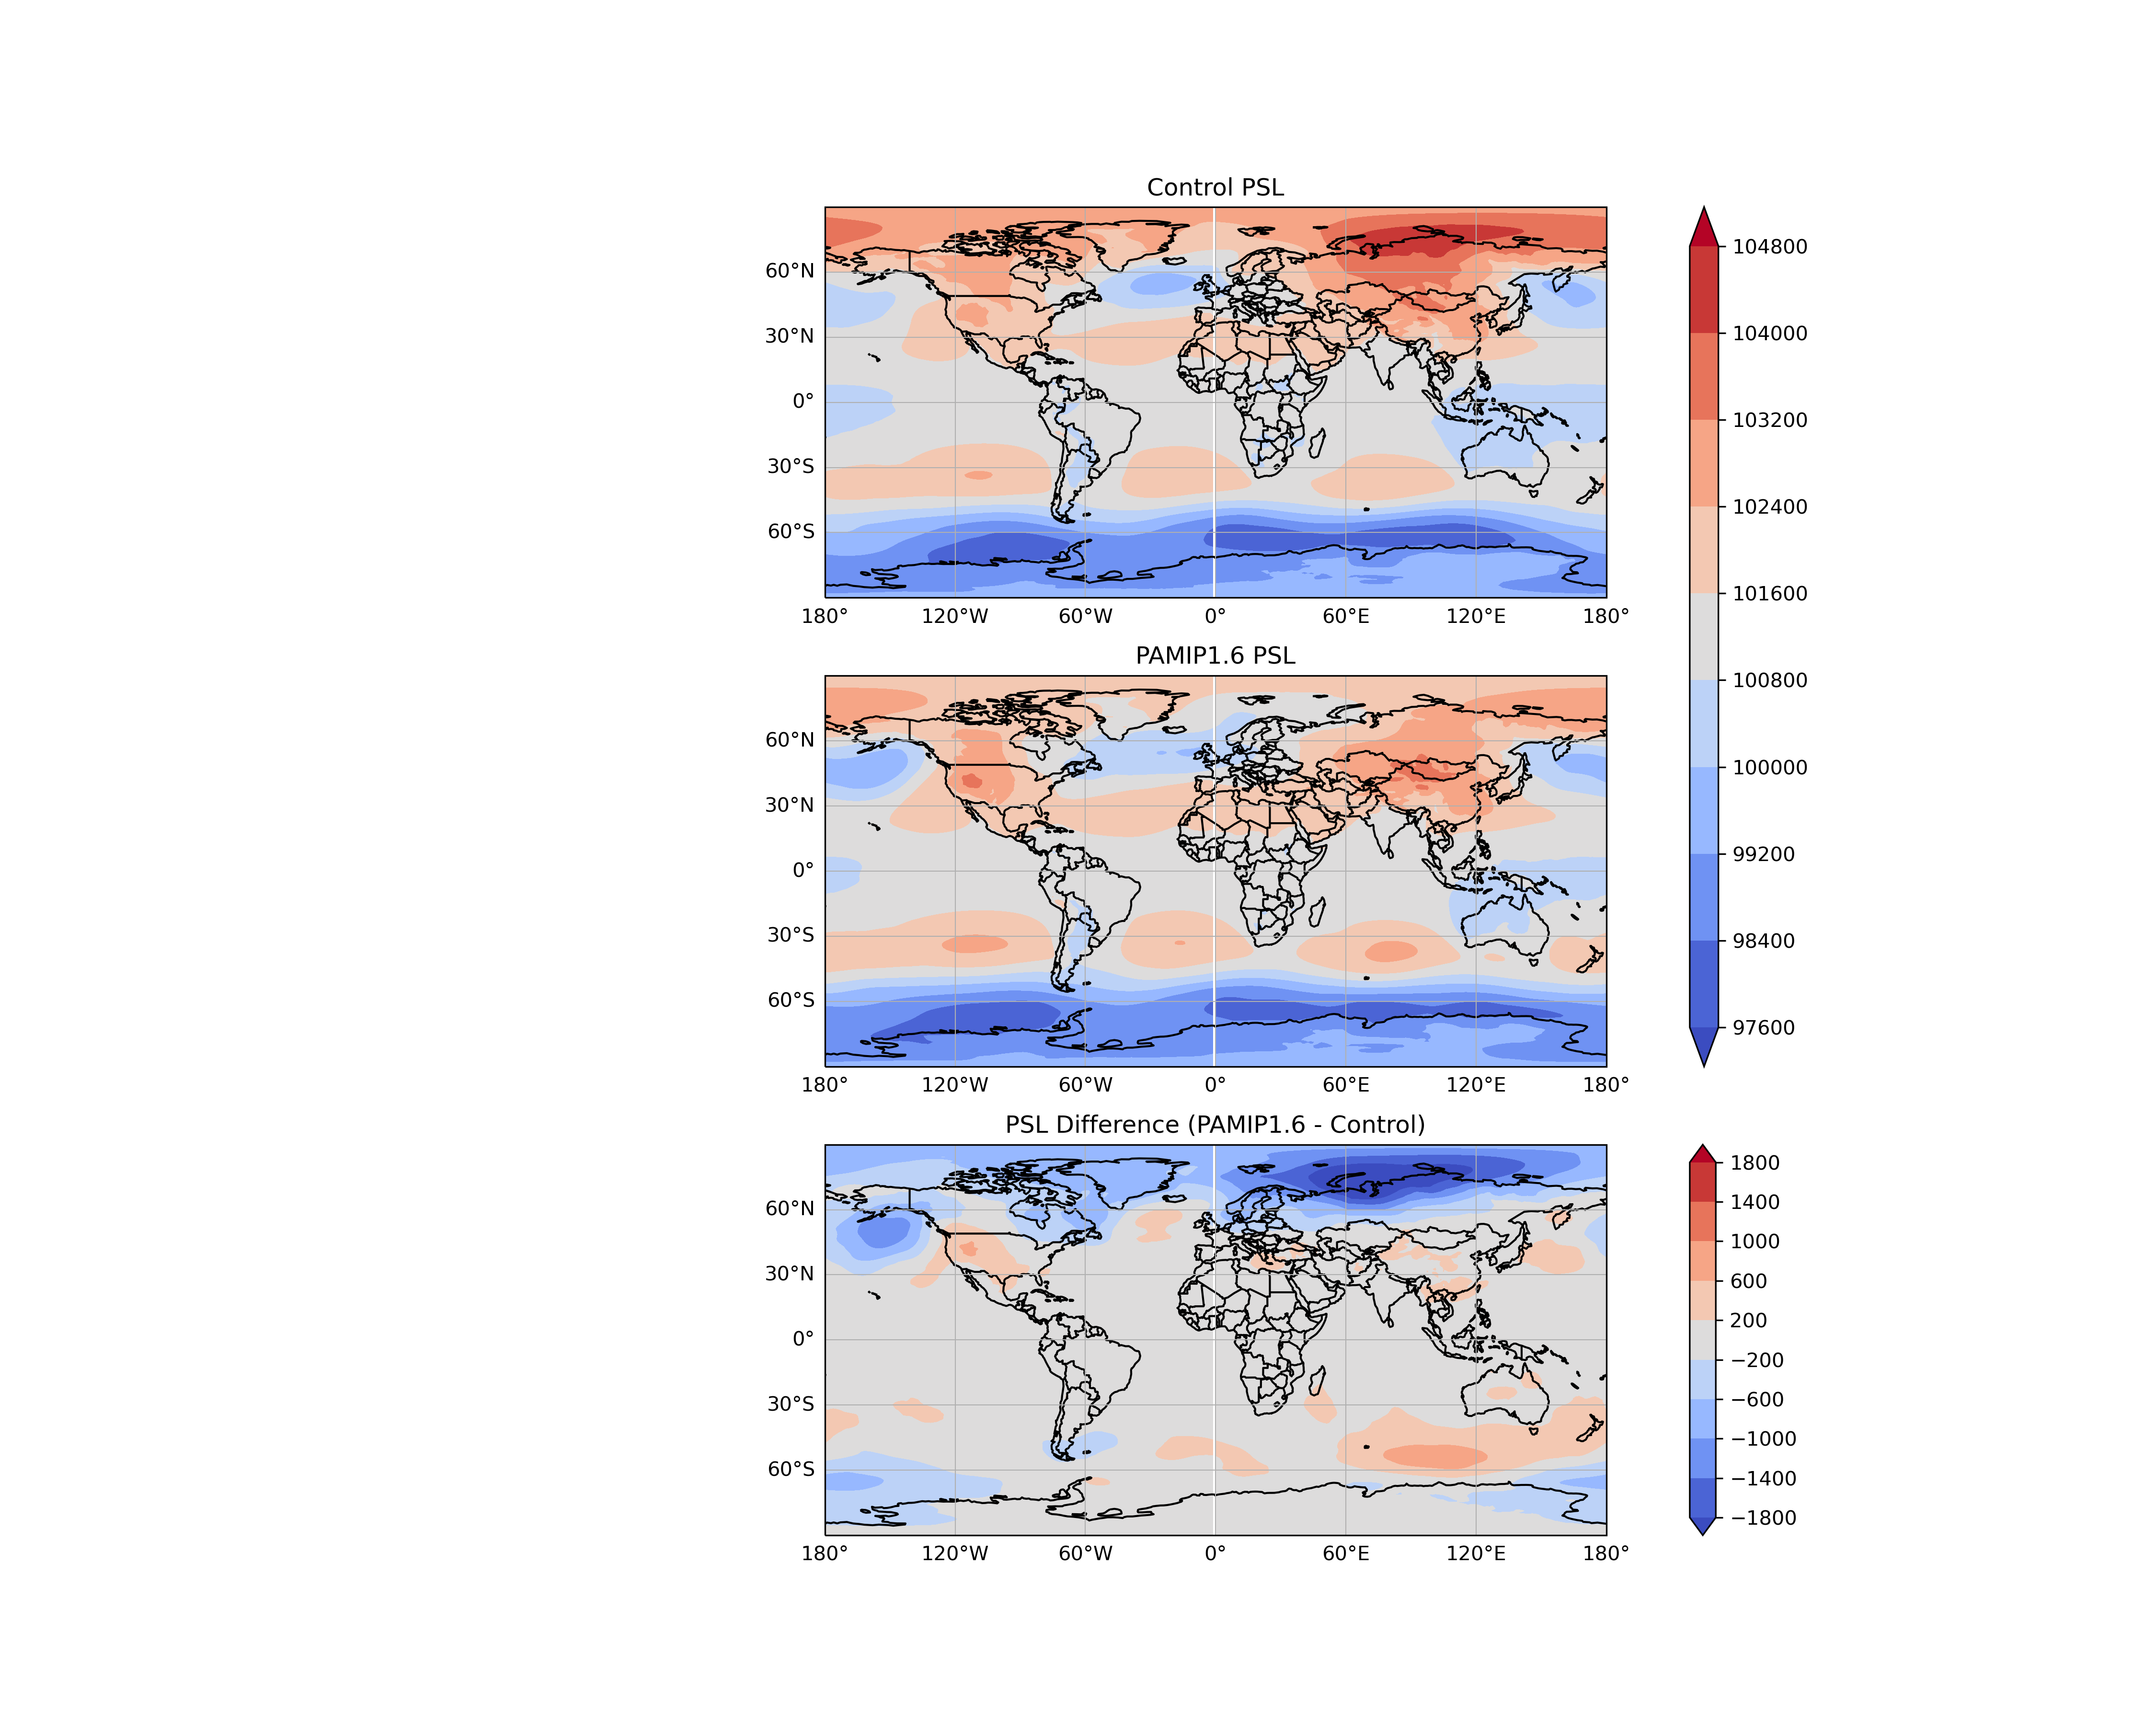 Control PSL
60°N
30°N
0°
30°S
60°S
180° 120°W 60°W 0° 60°E 120°E 180°
PAMIP1.6 PSL
60°N
30°N
0°
30°S
60°S
180° 120°W 60°W 0° 60°E 120°E 180°
104800
104000
103200
102400
101600
100800
100000
99200
98400
97600
PSL Difference (PAMIP1.6 - Control)
60°N
30°N
0°
30°S
60°S
180° 120°W 60°W 0° 60°E 120°E 180°
1800
1400
1000
600
200
−200
−600
−1000
−1400
−1800